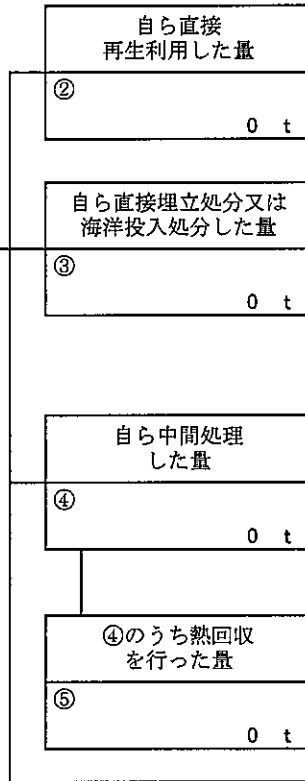 自ら直接
再生利用した量
②
0 t
自ら直接埋立処分又は
海洋投入処分した量
③
0 t
自ら中間処理
した量
④
0 t
④のうち熱回収
を行った量
⑤
0 t